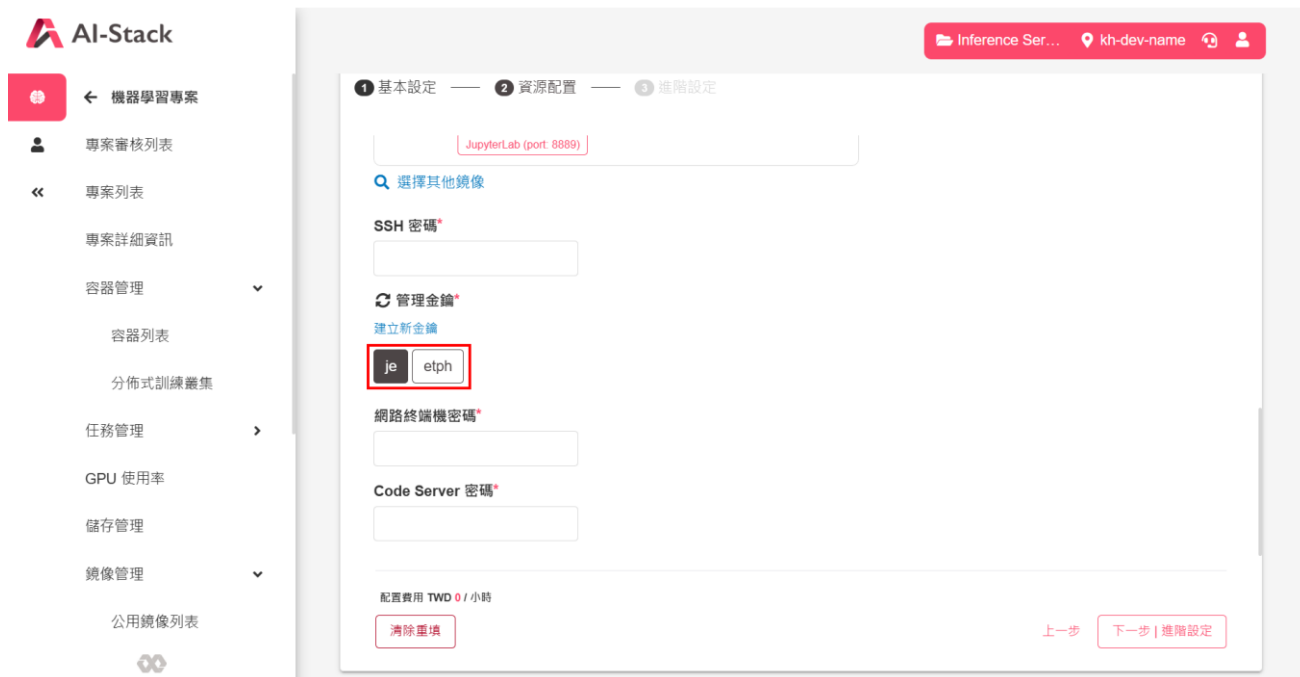 AI-Stack
Inference Ser... kh-dev-name
機器學習專案
專案審核列表
專案列表
專案詳細資訊
容器管理
容器列表
分佈式訓練叢集
任務管理
GPU 使用率
儲存管理
鏡像管理
公用鏡像列表
1 基本設定 2 資源配置 3 進階設定
JupyterLab (port: 8889)
選擇其他鏡像
SSH 密碼*
管理金鑰*
建立新金鑰
je etph
網路終端機密碼*
Code Server 密碼*
配置費用 TWD 0 / 小時
清除重填 上一步 下一步 | 進階設定